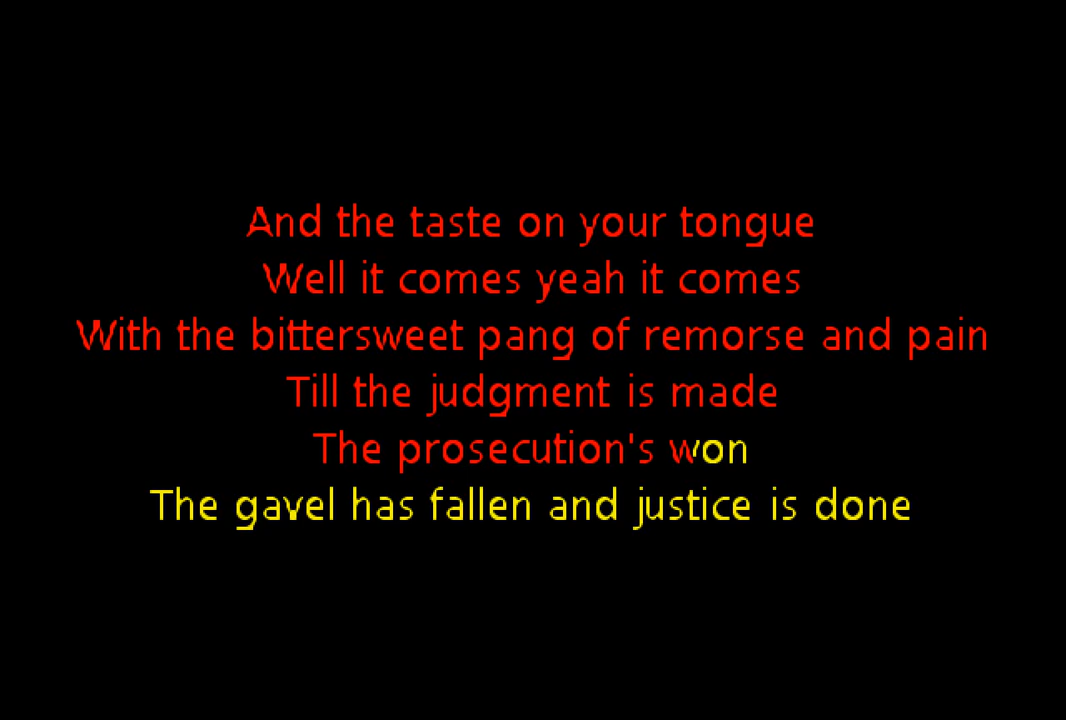 And the taste on your tongue
Well it comes yeah it comes
With the bittersweet pang of remorse and pain
Till the judgment is made
The prosecution's won
The gavel has fallen and justice is done